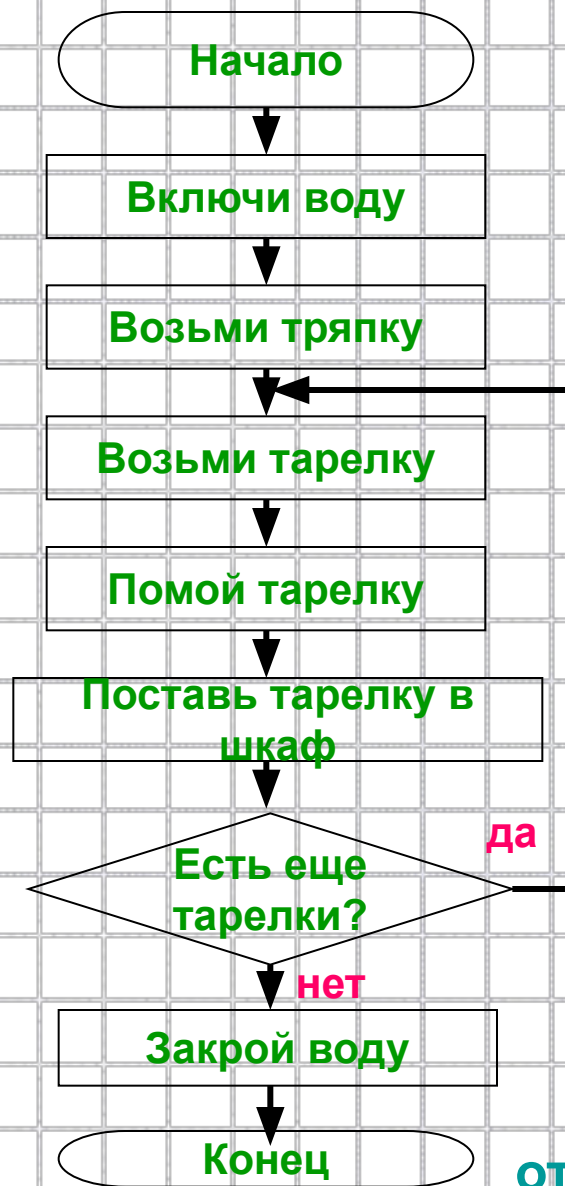 Начало
Включи воду
Возьми тряпку
Возьми тарелку
Помой тарелку
Поставь тарелку в
шкаф
да
Есть еще
тарелки?
нет
Закрой воду
Конец